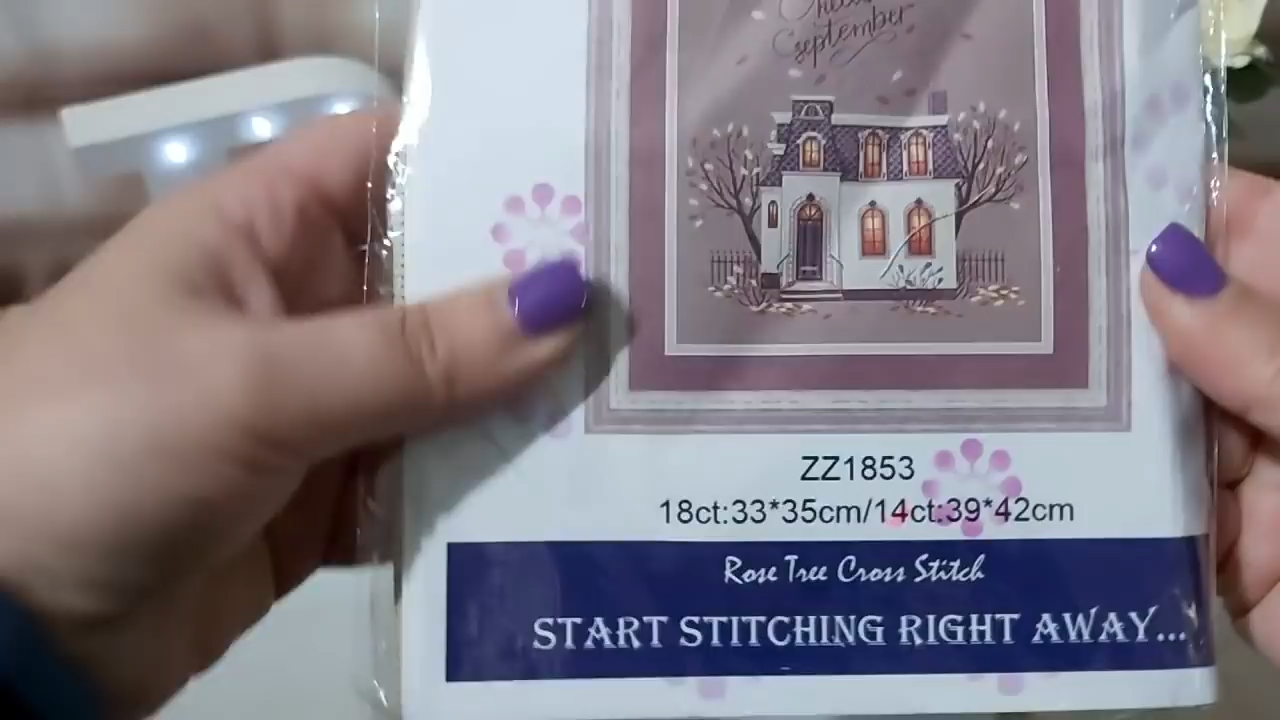 September
ZZ1853
18ct:33*35cm/14ct:39*42cm
Rose Tree Cross Stitch
START STITCHING RIGHT AWAY...